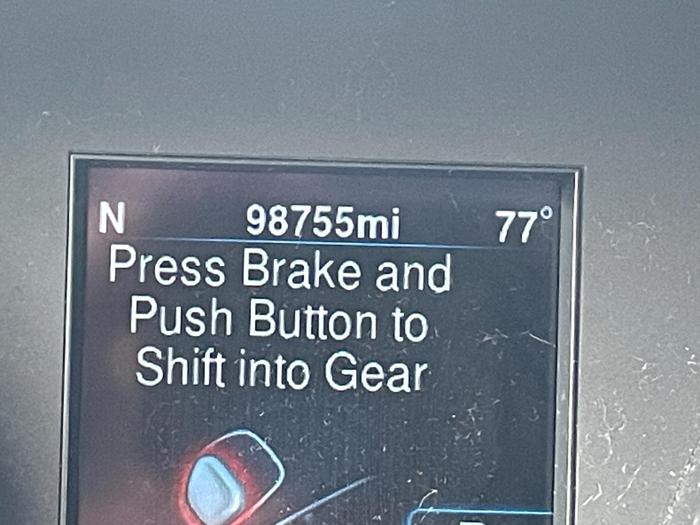 N 98755mi 77°
Press Brake and
Push Button to
Shift into Gear